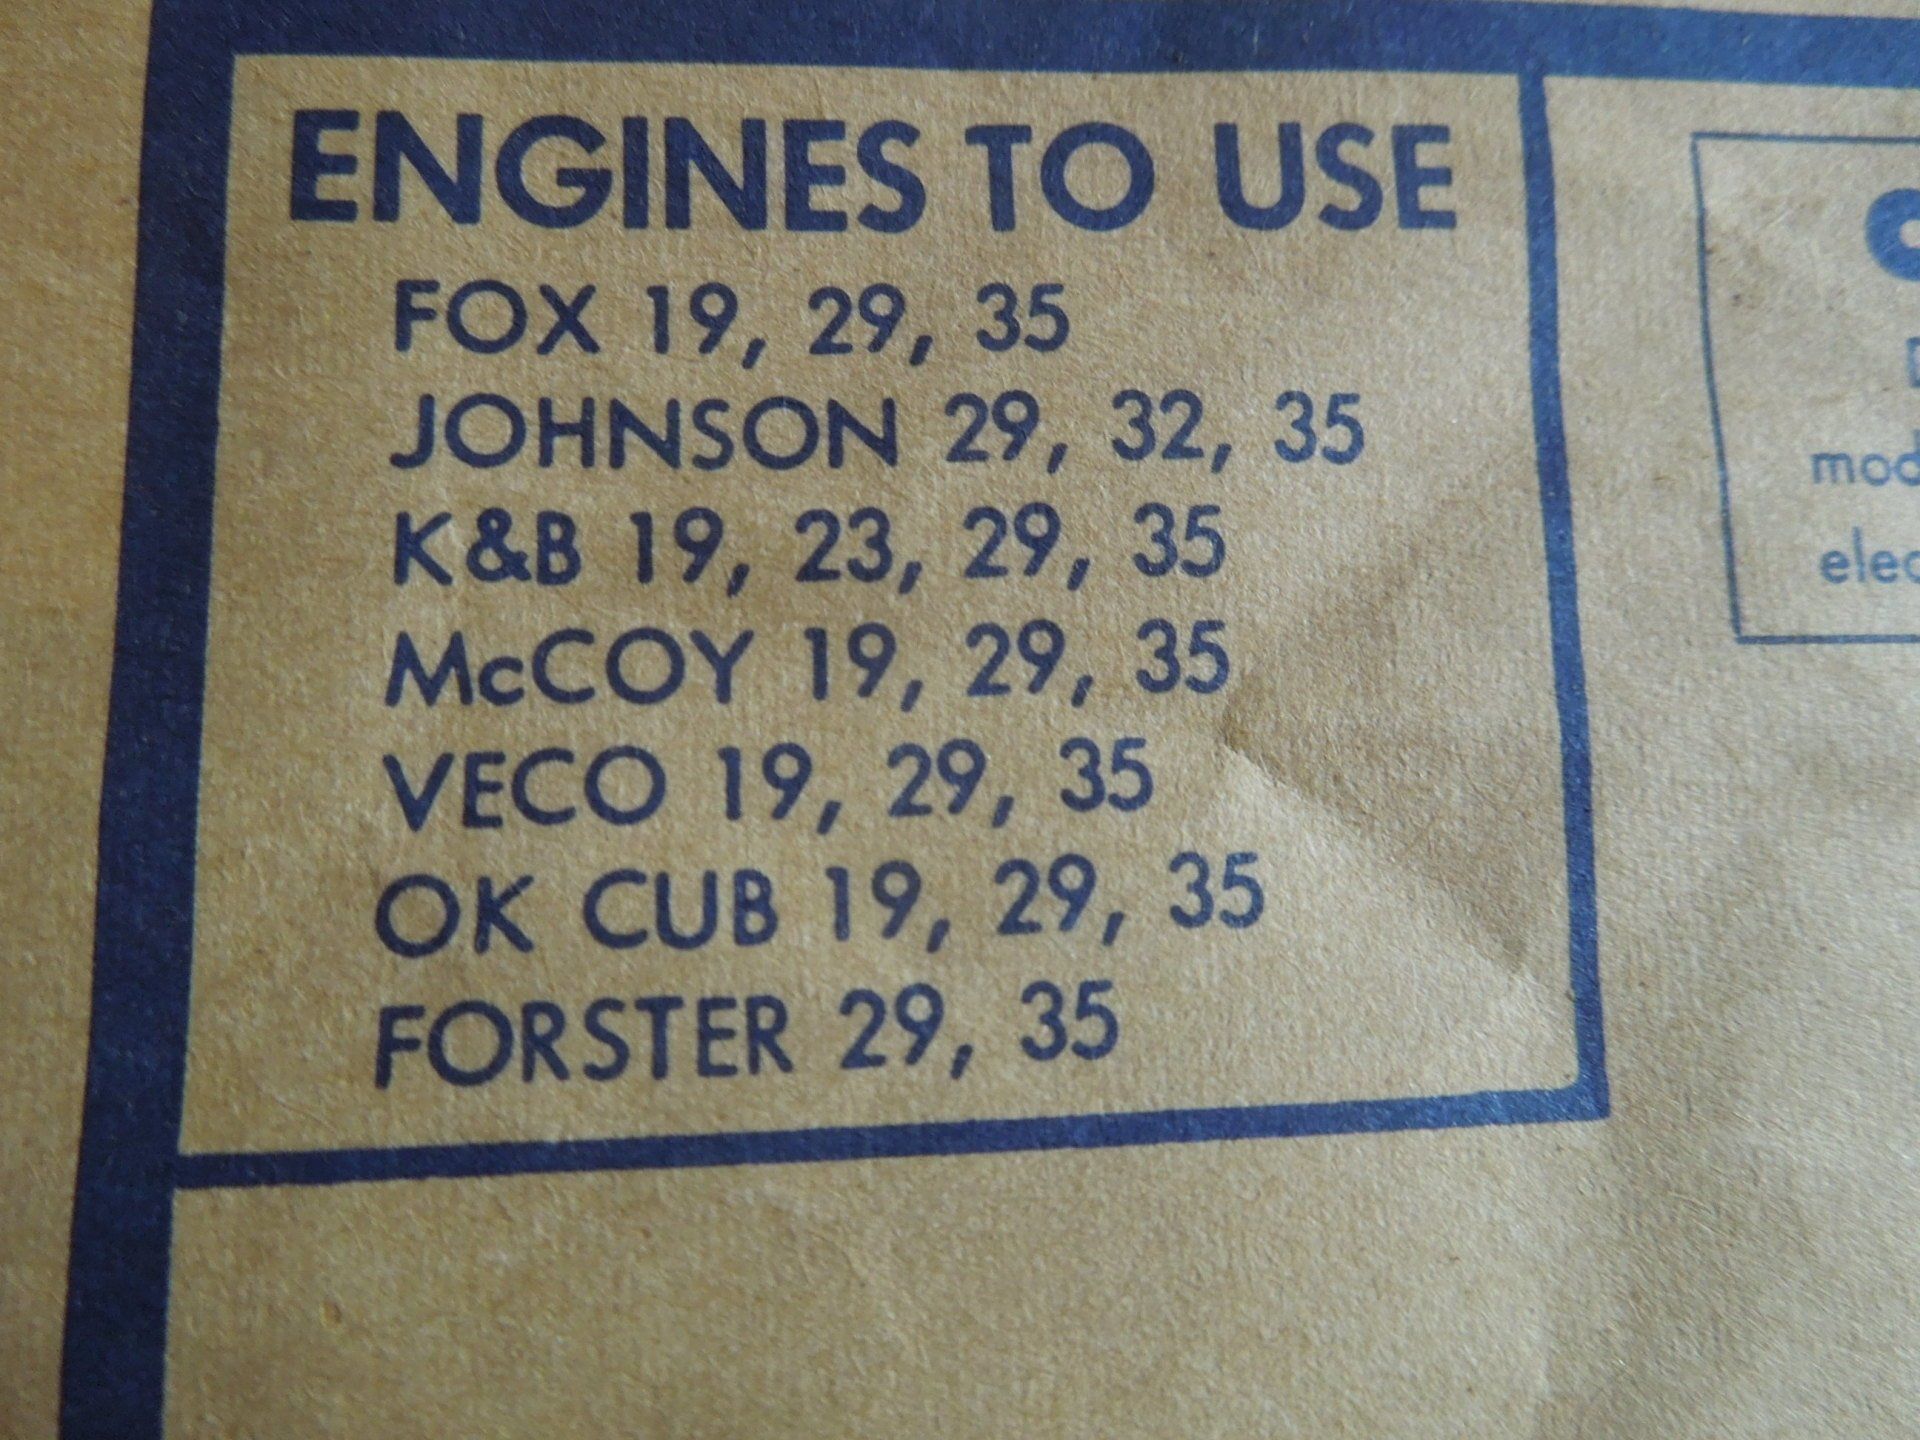 ENGINES TO USE
FOX 19, 29, 35
JOHNSON 29, 32, 35
K&B 19, 23, 29, 35
McCOY 19, 29, 35
VECO 19, 29, 35
OK CUB 19, 29, 35
FORSTER 29, 35